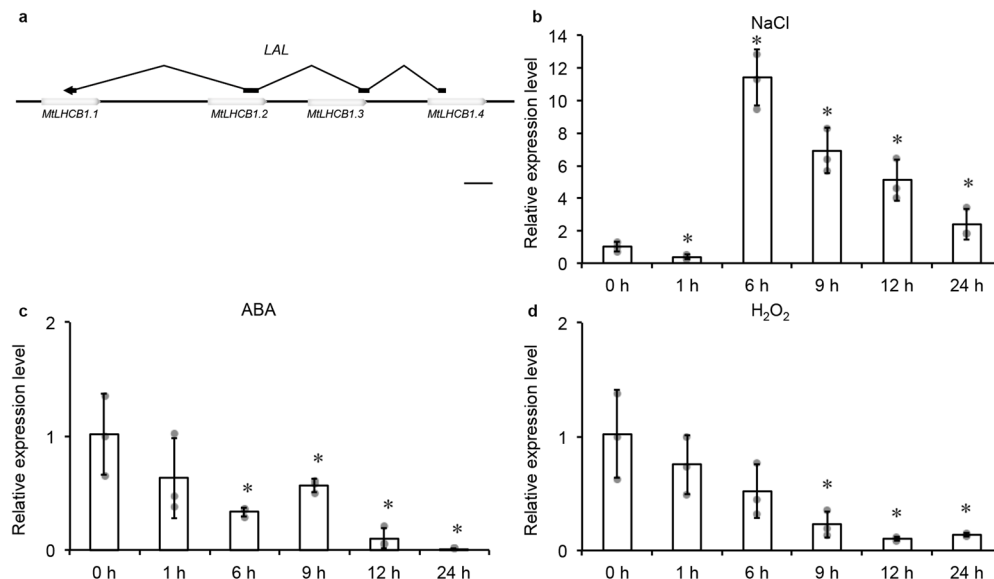 a
LAL
MtLHCB1.1 MtLHCB1.2 MtLHCB1.3 MtLHCB1.4
b
NaCl
Relative expression level
14
12
10
8
6
4
2
0
* * * * *
0 h 1 h 6 h 9 h 12 h 24 h
c
ABA
Relative expression level
2
1
0
* * * *
0 h 1 h 6 h 9 h 12 h 24 h
d
H₂O₂
Relative expression level
2
1
0
* * *
0 h 1 h 6 h 9 h 12 h 24 h